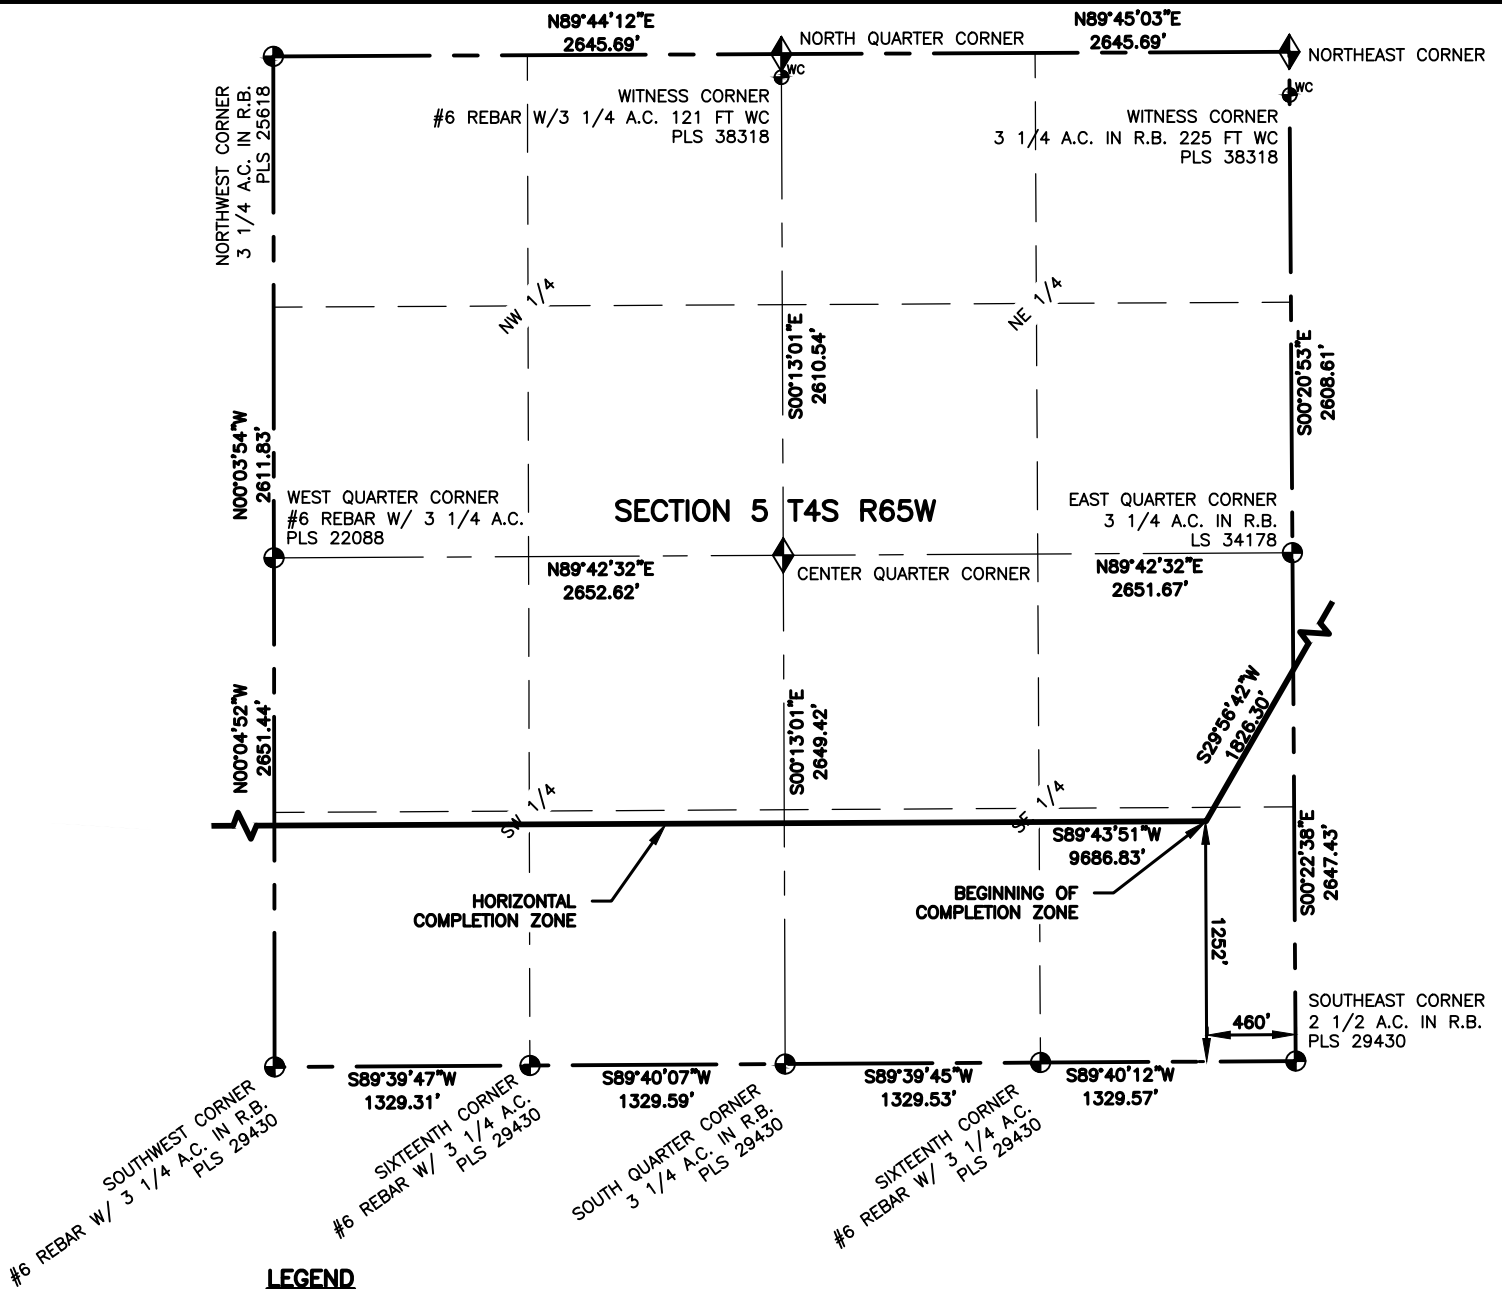 N89°44'12"E
2645.69'
N89°45'03"E
2645.69'
NORTH QUARTER CORNER
NORTHEAST CORNER
WC
WC
WITNESS CORNER
#6 REBAR W/3 1/4 A.C. 121 FT WC
PLS 38318
WITNESS CORNER
3 1/4 A.C. IN R.B. 225 FT WC
PLS 38318
NORTHWEST CORNER
3 1/4 A.C. IN R.B.
PLS 25618
NW 1/4
NE 1/4
S00°13'01"E
2610.54'
S00°20'53"E
2608.61'
N00°03'54"W
2611.83'
WEST QUARTER CORNER
#6 REBAR W/ 3 1/4 A.C.
PLS 22088
SECTION 5 T4S R65W
EAST QUARTER CORNER
3 1/4 A.C. IN R.B.
LS 34178
N89°42'32"E
2652.62'
CENTER QUARTER CORNER
N89°42'32"E
2651.67'
N00°04'52"W
2651.44'
S00°13'01"E
2649.42'
S29°56'42"W
1826.30'
SW 1/4
SE 1/4
S89°43'51"W
9686.83'
S00°22'38"E
2647.43'
HORIZONTAL
COMPLETION ZONE
BEGINNING OF
COMPLETION ZONE
1252'
460'
SOUTHEAST CORNER
2 1/2 A.C. IN R.B.
PLS 29430
S89°39'47"W
1329.31'
S89°40'07"W
1329.59'
S89°39'45"W
1329.53'
S89°40'12"W
1329.57'
SOUTHWEST CORNER
#6 REBAR W/ 3 1/4 A.C. IN R.B.
PLS 29430
SIXTEENTH CORNER
#6 REBAR W/ 3 1/4 A.C.
PLS 29430
SOUTH QUARTER CORNER
3 1/4 A.C. IN R.B.
PLS 29430
SIXTEENTH CORNER
#6 REBAR W/ 3 1/4 A.C.
PLS 29430
LEGEND